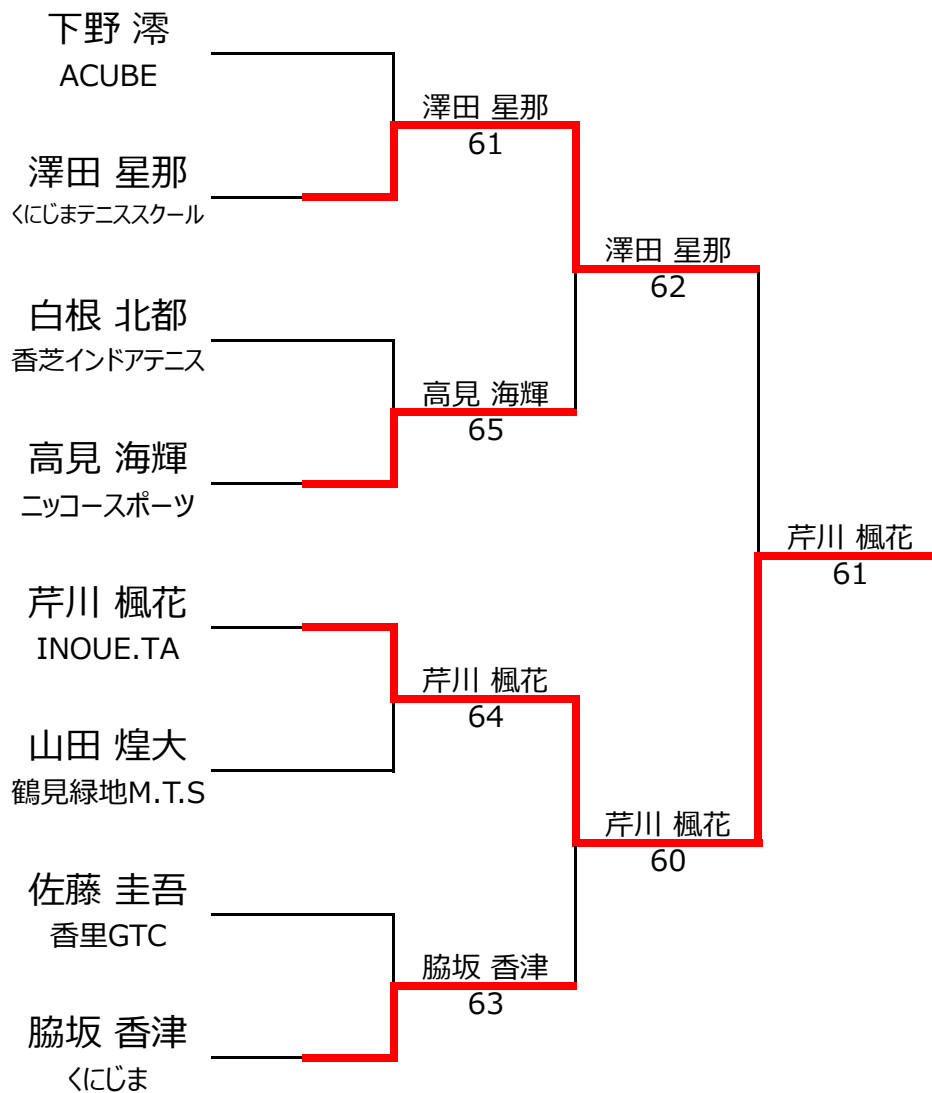 下野 澪
ACUBE
澤田 星那
61
澤田 星那
くにじまテニススクール
澤田 星那
62
白根 北都
香芝インドアテニス
高見 海輝
65
高見 海輝
ニッコースポーツ
芹川 楓花
61
芹川 楓花
INOUE.TA
芹川 楓花
64
山田 煌大
鶴見緑地M.T.S
芹川 楓花
60
佐藤 圭吾
香里GTC
脇坂 香津
63
脇坂 香津
くにじま